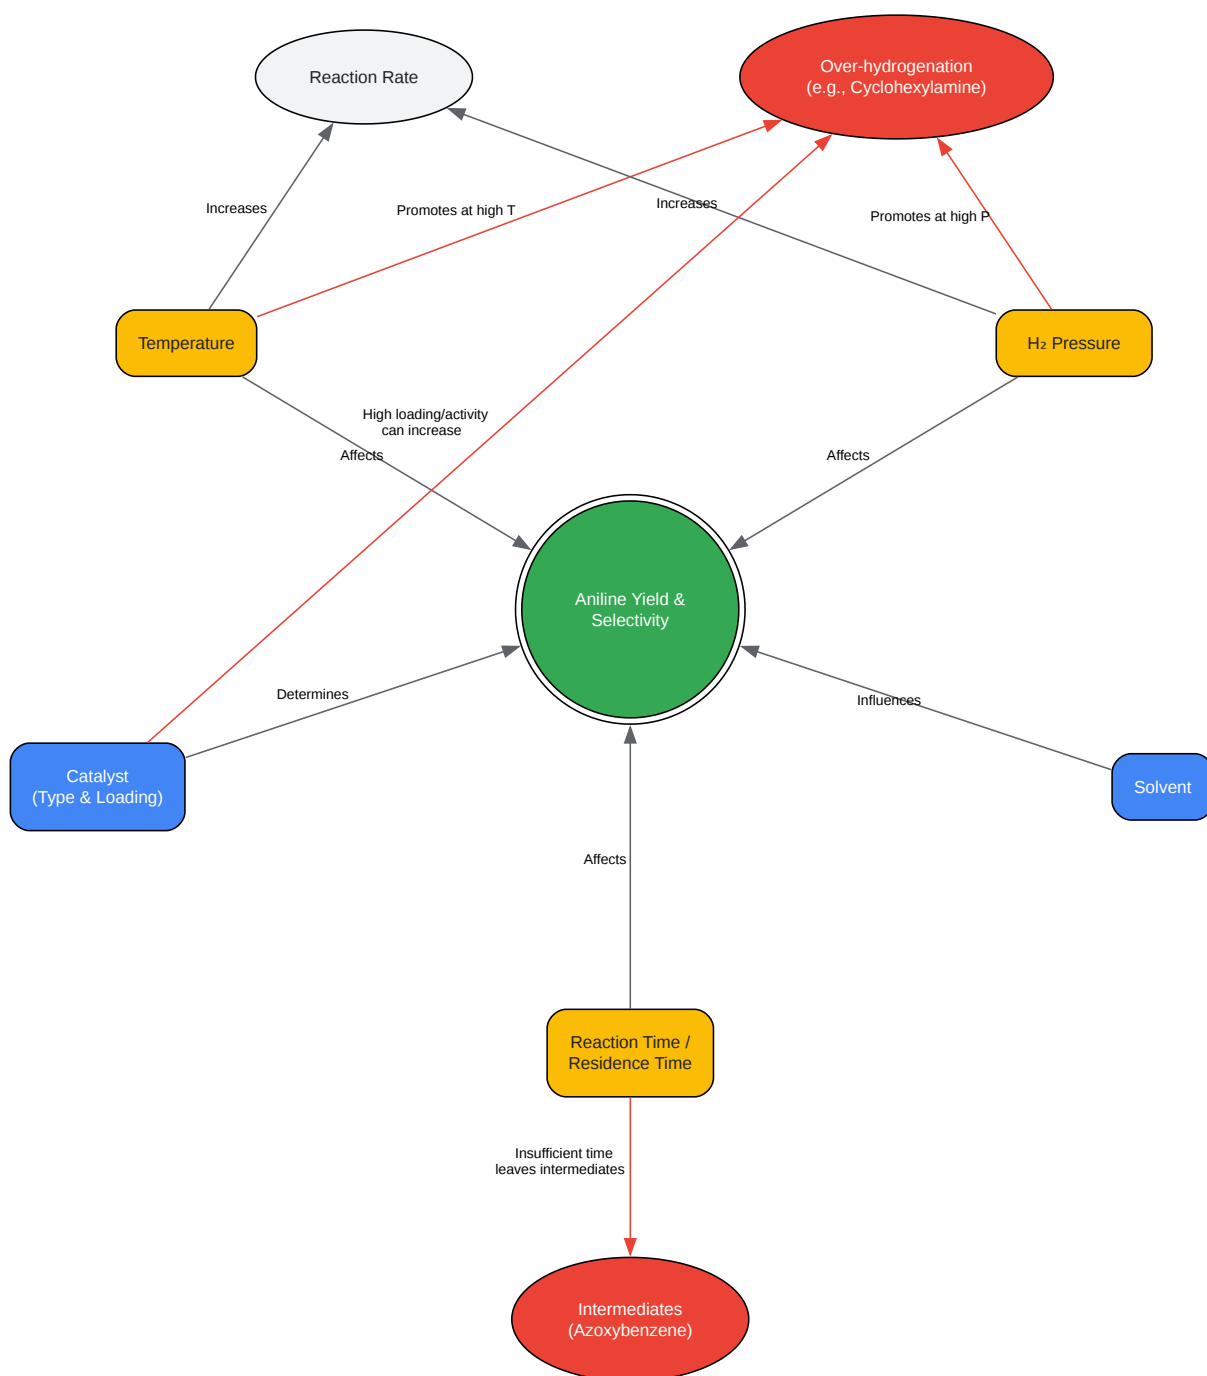 Reaction Rate
Over-hydrogenation
(e.g., Cyclohexylamine)
Increases
Promotes at high T
Increases
Promotes at high P
Temperature
H₂ Pressure
High loading/activity
can increase
Affects
Affects
Aniline Yield &
Selectivity
Determines
Influences
Catalyst
(Type & Loading)
Solvent
Affects
Reaction Time /
Residence Time
Insufficient time
leaves intermediates
Intermediates
(Azoxybenzene)